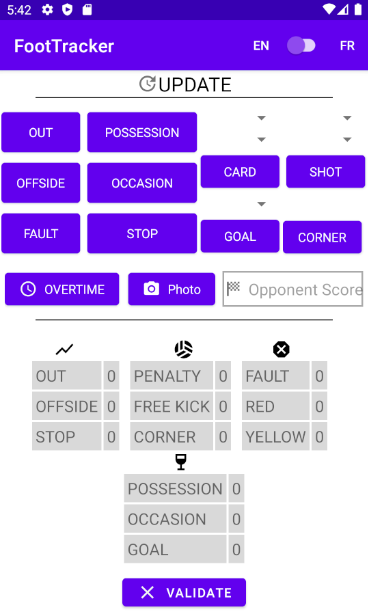 5:42
FootTracker EN FR
UPDATE
OUT POSSESSION
OFFSIDE OCCASION CARD SHOT
FAULT STOP GOAL CORNER
OVERTIME Photo Opponent Score
OUT 0 PENALTY 0 FAULT 0
OFFSIDE 0 FREE KICK 0 RED 0
STOP 0 CORNER 0 YELLOW 0
POSSESSION 0
OCCASION 0
GOAL 0
VALIDATE